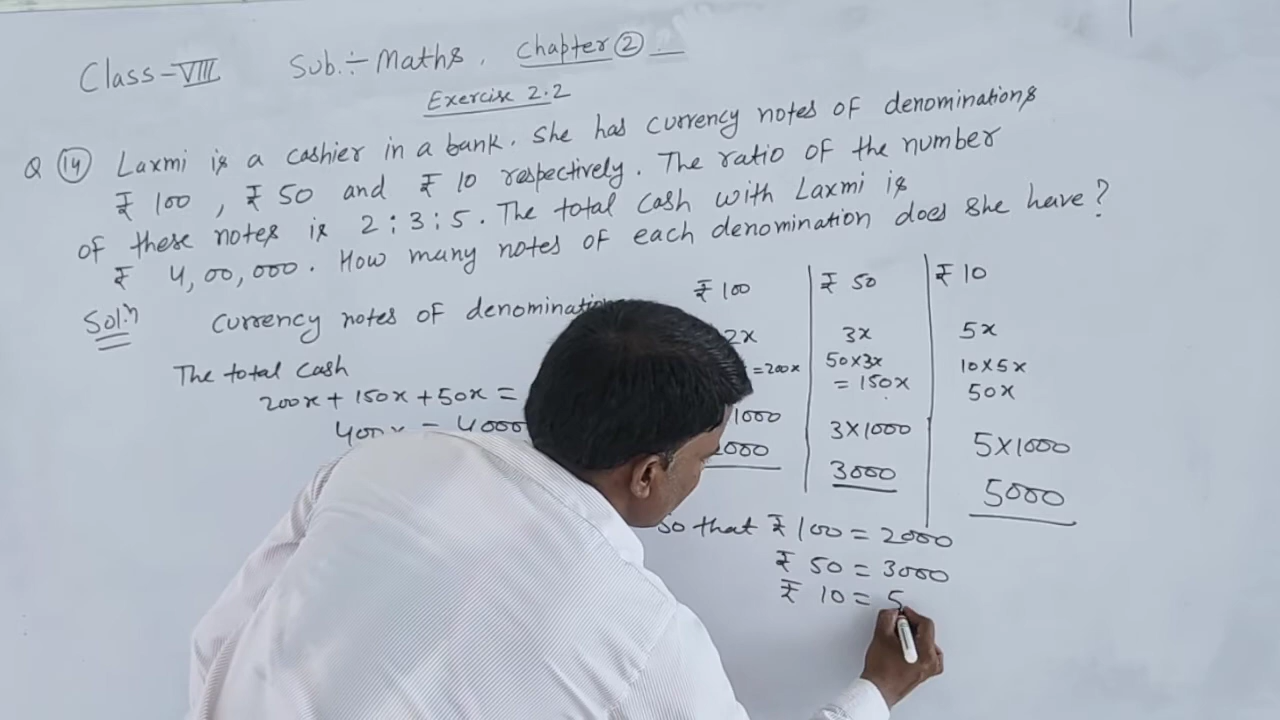 Class-VIII Sub.:- Maths, Chapter ②
Exercise 2.2
Q ⑭ Laxmi is a cashier in a bank. She has currency notes of denominations
₹ 100, ₹ 50 and ₹ 10 respectively. The ratio of the number
of these notes is 2:3:5. The total cash with Laxmi is
₹ 4,00,000. How many notes of each denomination does she have?
Solⁿ Currency notes of denominations ₹ 100 ₹ 50 ₹ 10
2x 3x 5x
=200x 50×3x 10×5x
= 150x 50x
The total cash
200x + 150x + 50x =
400x = 4000
1000 3×1000 5×1000
2000 3000 5000
So that ₹ 100 = 2000
₹ 50 = 3000
₹ 10 = 5